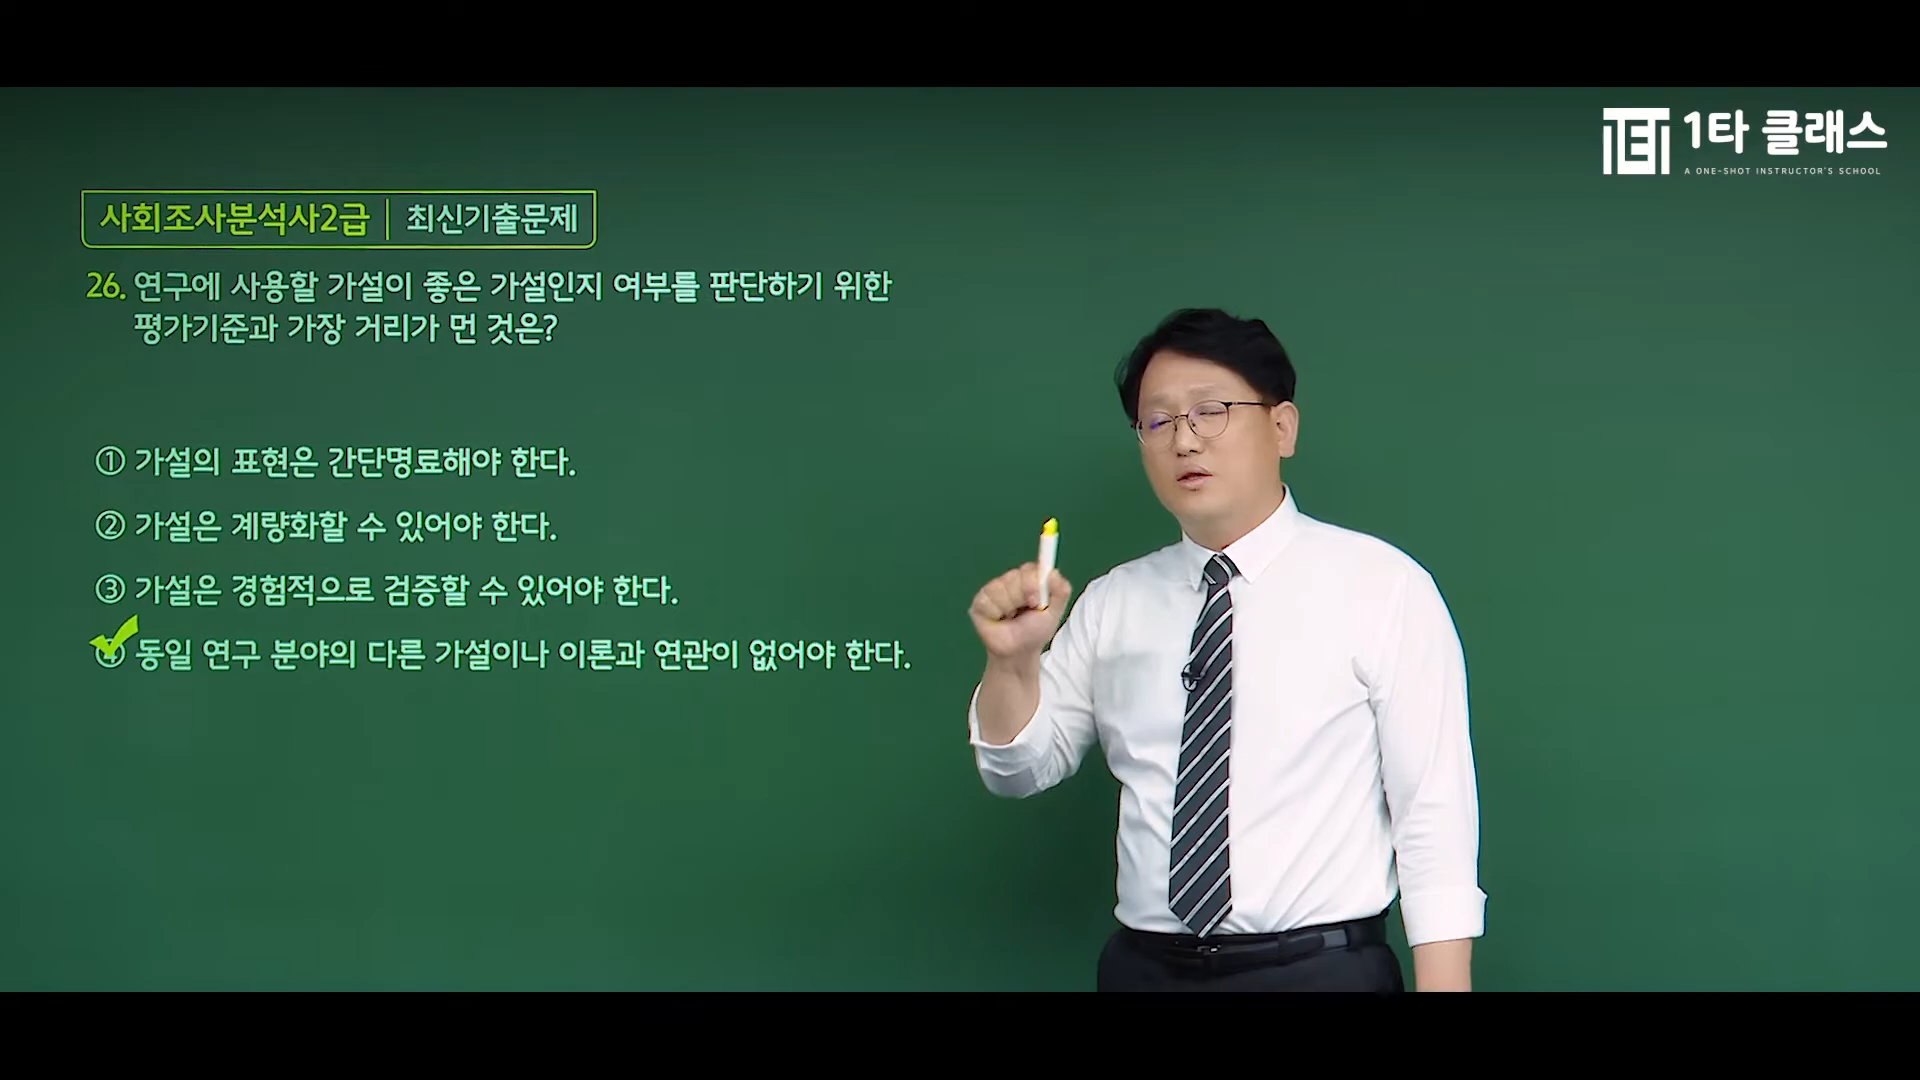 1타 클래스
A ONE-SHOT INSTRUCTOR'S SCHOOL
사회조사분석사2급 | 최신기출문제
26. 연구에 사용할 가설이 좋은 가설인지 여부를 판단하기 위한
평가기준과 가장 거리가 먼 것은?
① 가설의 표현은 간단명료해야 한다.
② 가설은 계량화할 수 있어야 한다.
③ 가설은 경험적으로 검증할 수 있어야 한다.
④ 동일 연구 분야의 다른 가설이나 이론과 연관이 없어야 한다.